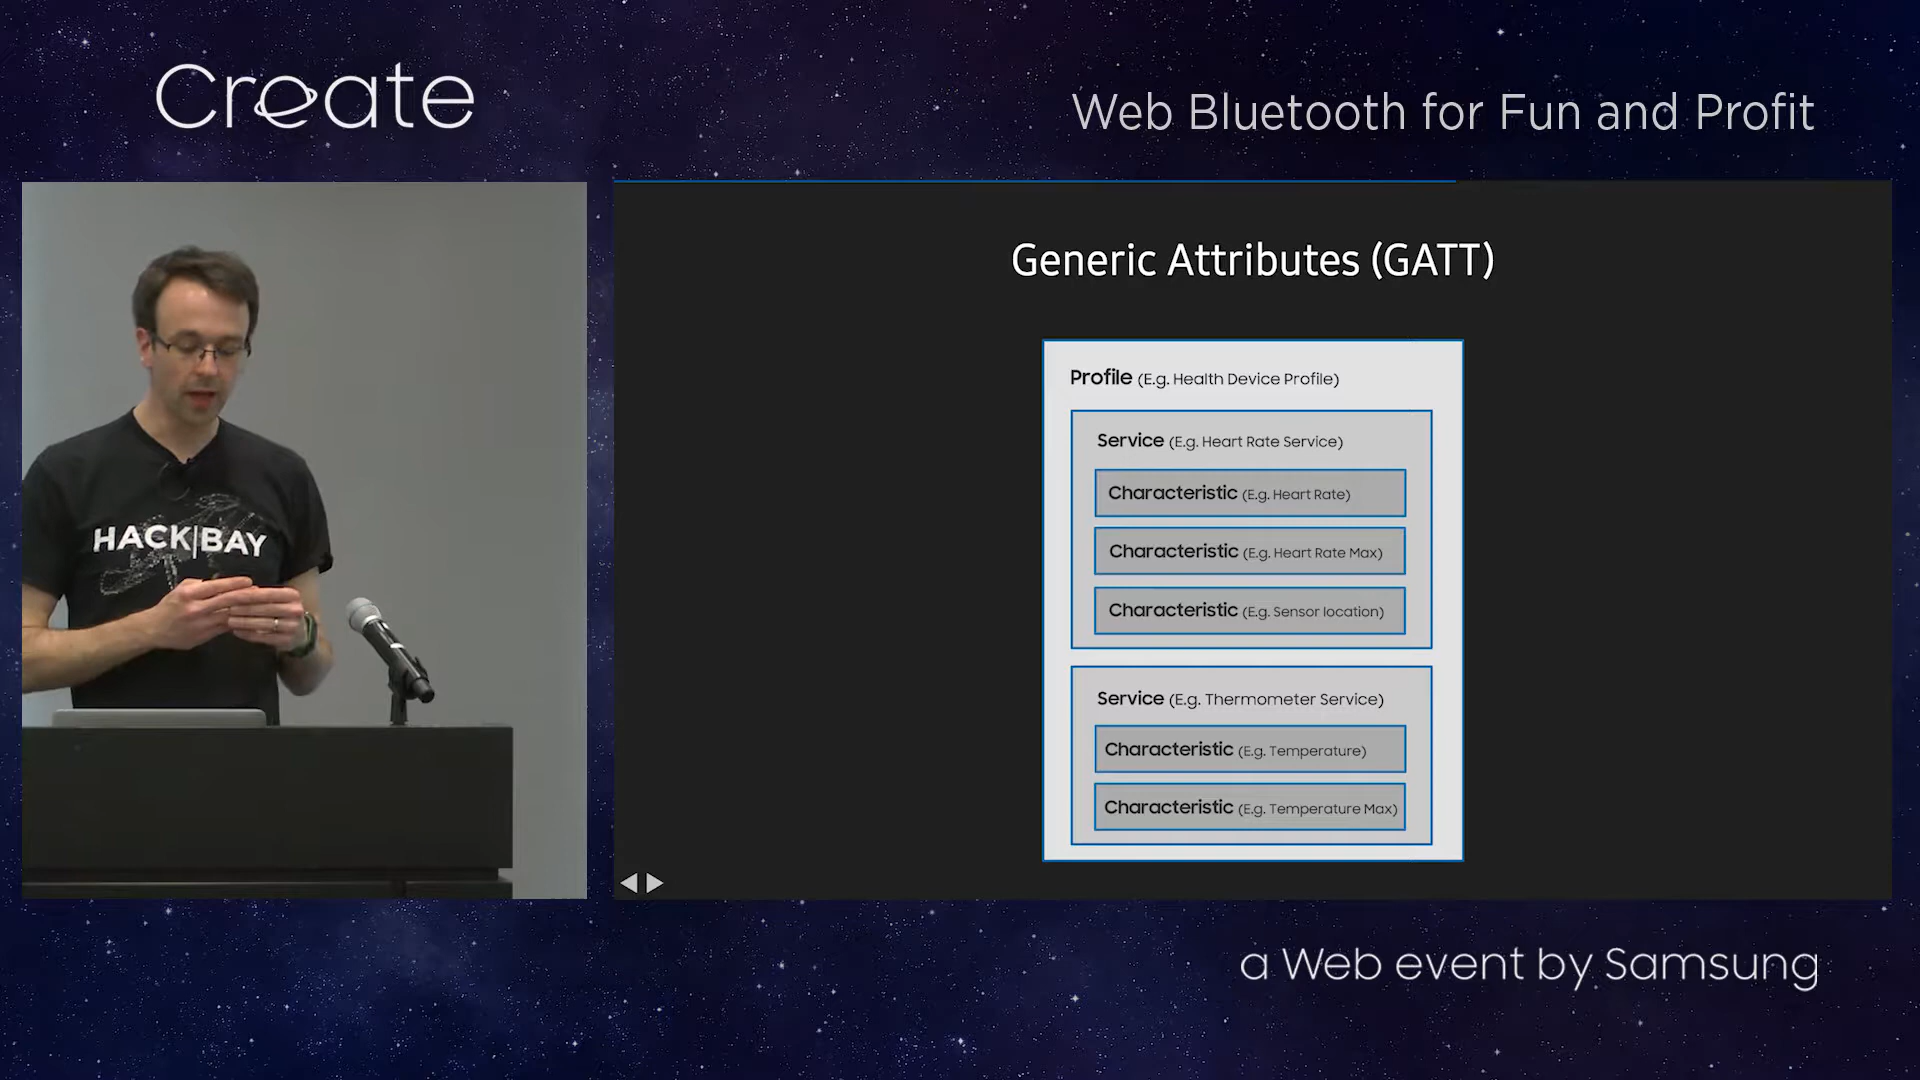 Create
Web Bluetooth for Fun and Profit
HACK|BAY
Generic Attributes (GATT)
Profile (E.g. Health Device Profile)
Service (E.g. Heart Rate Service)
Characteristic (E.g. Heart Rate)
Characteristic (E.g. Heart Rate Max)
Characteristic (E.g. Sensor location)
Service (E.g. Thermometer Service)
Characteristic (E.g. Temperature)
Characteristic (E.g. Temperature Max)
a Web event by Samsung